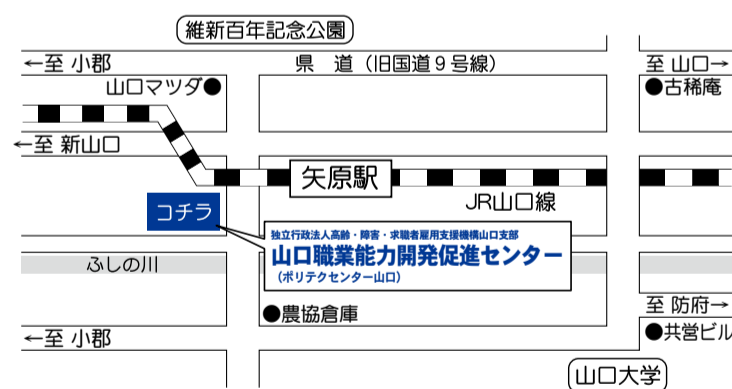 維新百年記念公園
←至 小郡
県 道（旧国道９号線）
至 山口→
山口マツダ●
●古稀庵
←至 新山口
矢原駅
JR山口線
コチラ
独立行政法人高齢・障害・求職者雇用支援機構山口支部
山口職業能力開発促進センター
（ポリテクセンター山口）
ふしの川
●農協倉庫
至 防府→
←至 小郡
●共営ビル
山口大学